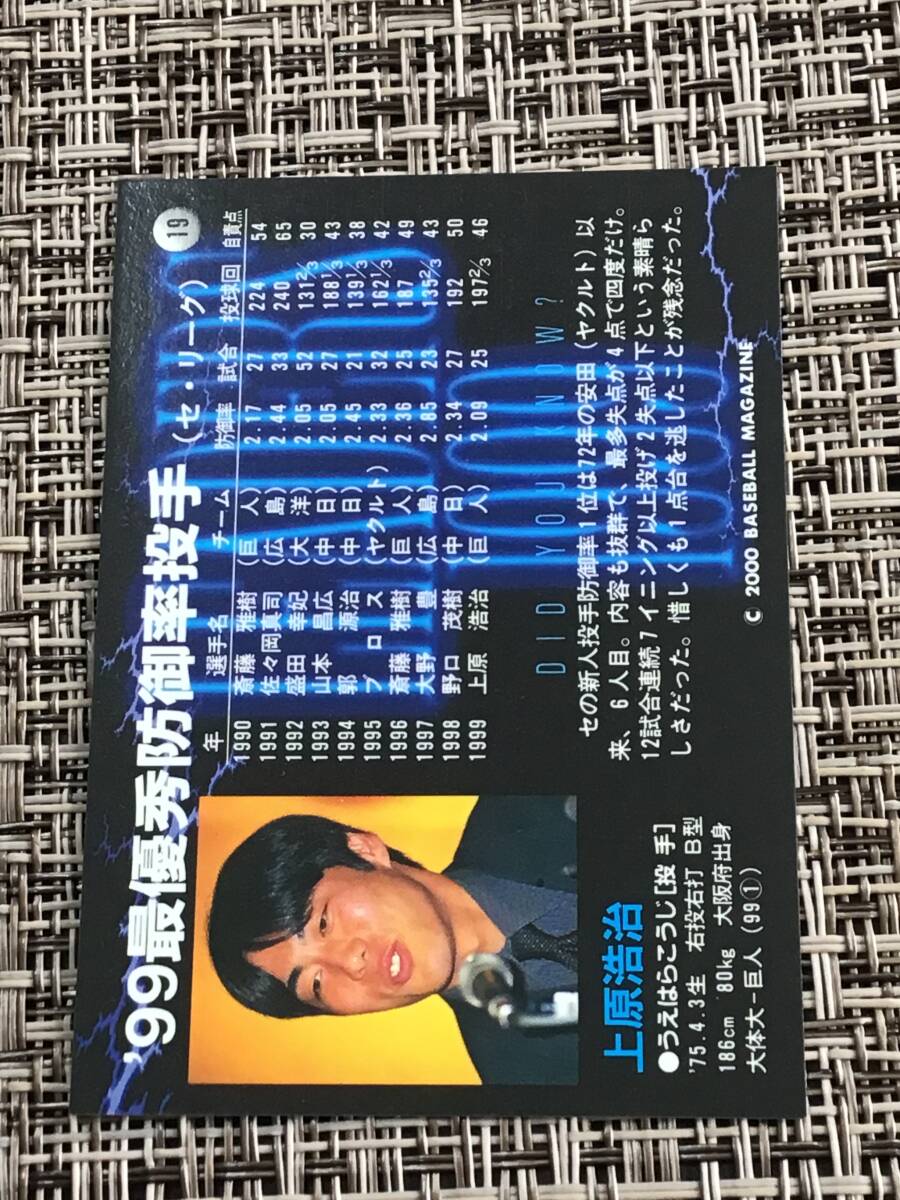 '99最優秀防御率投手(セ・リーグ) 19
年 選手名 チーム 防御率 試合 投球回 自責点
1990 斎藤 雅樹 (巨 人) 2.17 27 224 54
1991 佐々岡真司 (広 島) 2.44 33 240 65
1992 盛田 幸妃 (大 洋) 2.05 52 131 2/3 30
1993 山本 昌広 (中 日) 2.05 27 188 1/3 43
1994 郭 源治 (中 日) 2.45 21 139 1/3 38
1995 ブ ロ ス (ヤクルト) 2.33 32 162 1/3 42
1996 斎藤 雅樹 (巨 人) 2.36 25 187 49
1997 大野 豊 (広 島) 2.85 23 135 2/3 43
1998 野口 茂樹 (中 日) 2.34 27 192 50
1999 上原 浩治 (巨 人) 2.09 25 197 2/3 46
DID YOU KNOW?
セの新人投手防御率1位は72年の安田(ヤクルト)以
来、6人目。内容も抜群で、最多失点が4点で四度だけ。
12試合連続7イニング以上投げ2失点以下という素晴ら
しさだった。惜しくも1点台を逃したことが残念だった。
上原浩治
●うえはらこうじ[投 手]
'75.4.3生 右投右打 B型
186cm 80kg 大阪府出身
大体大−巨人(99①)
© 2000 BASEBALL MAGAZINE